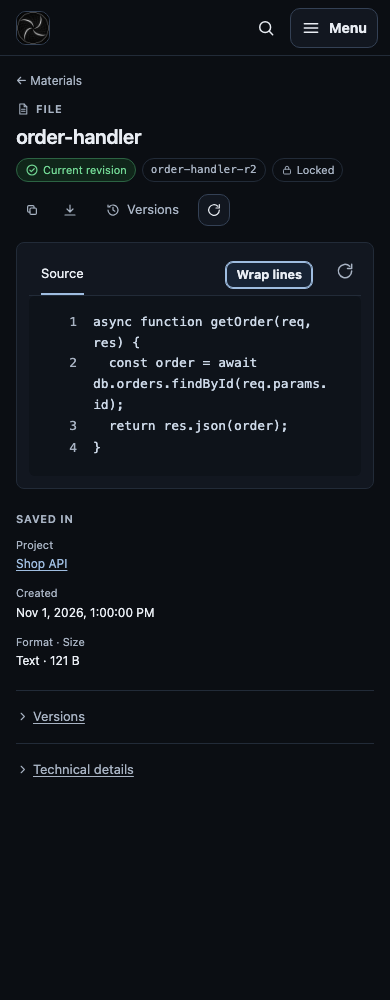 Menu
← Materials
FILE
order-handler
Current revision order-handler-r2 Locked
Versions
Source Wrap lines
1 async function getOrder(req,
res) {
2 const order = await
db.orders.findById(req.params.
id);
3 return res.json(order);
4 }
SAVED IN
Project
Shop API
Created
Nov 1, 2026, 1:00:00 PM
Format · Size
Text · 121 B
Versions
Technical details